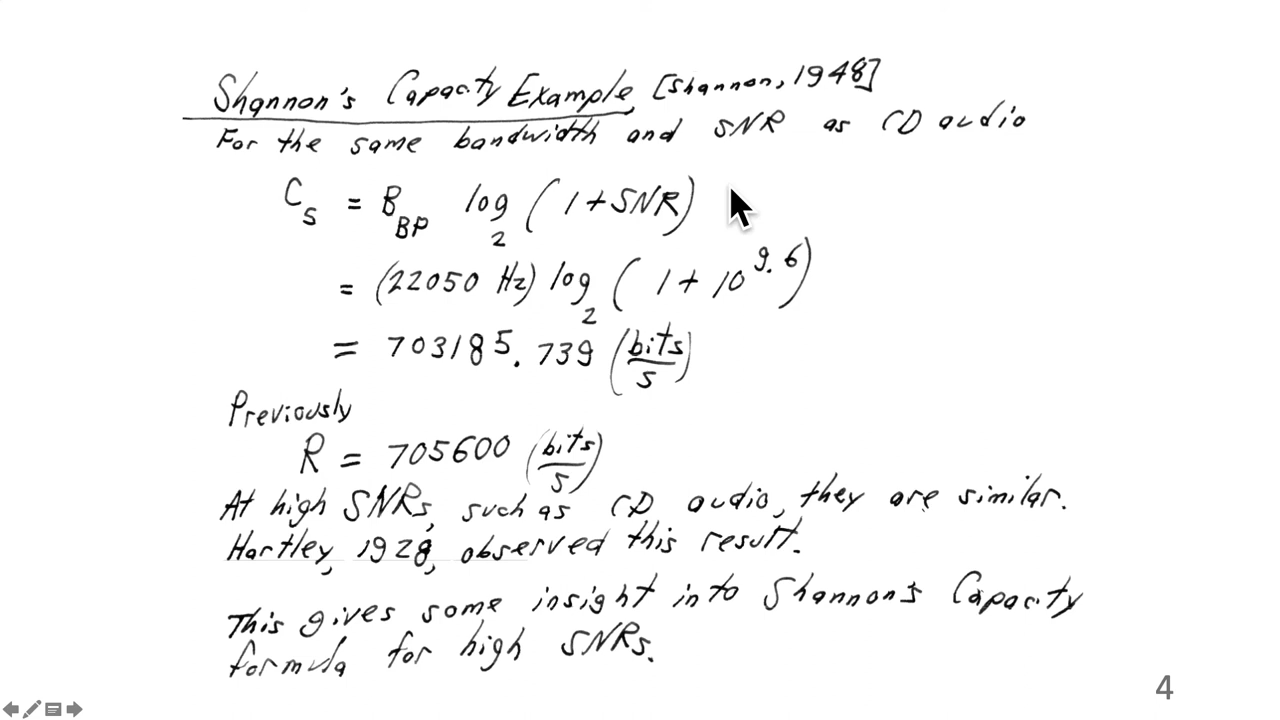 Shannon's Capacity Example [Shannon, 1948]
For the same bandwidth and SNR as CD audio
C_S = B_BP log_2 (1 + SNR)
= (22050 Hz) log_2 (1 + 10^9.6)
= 703185.739 (bits/s)
Previously
R = 705600 (bits/s)
At high SNRs, such as CD audio, they are similar.
Hartley, 1928, observed this result.
This gives some insight into Shannon's Capacity
formula for high SNRs.
4